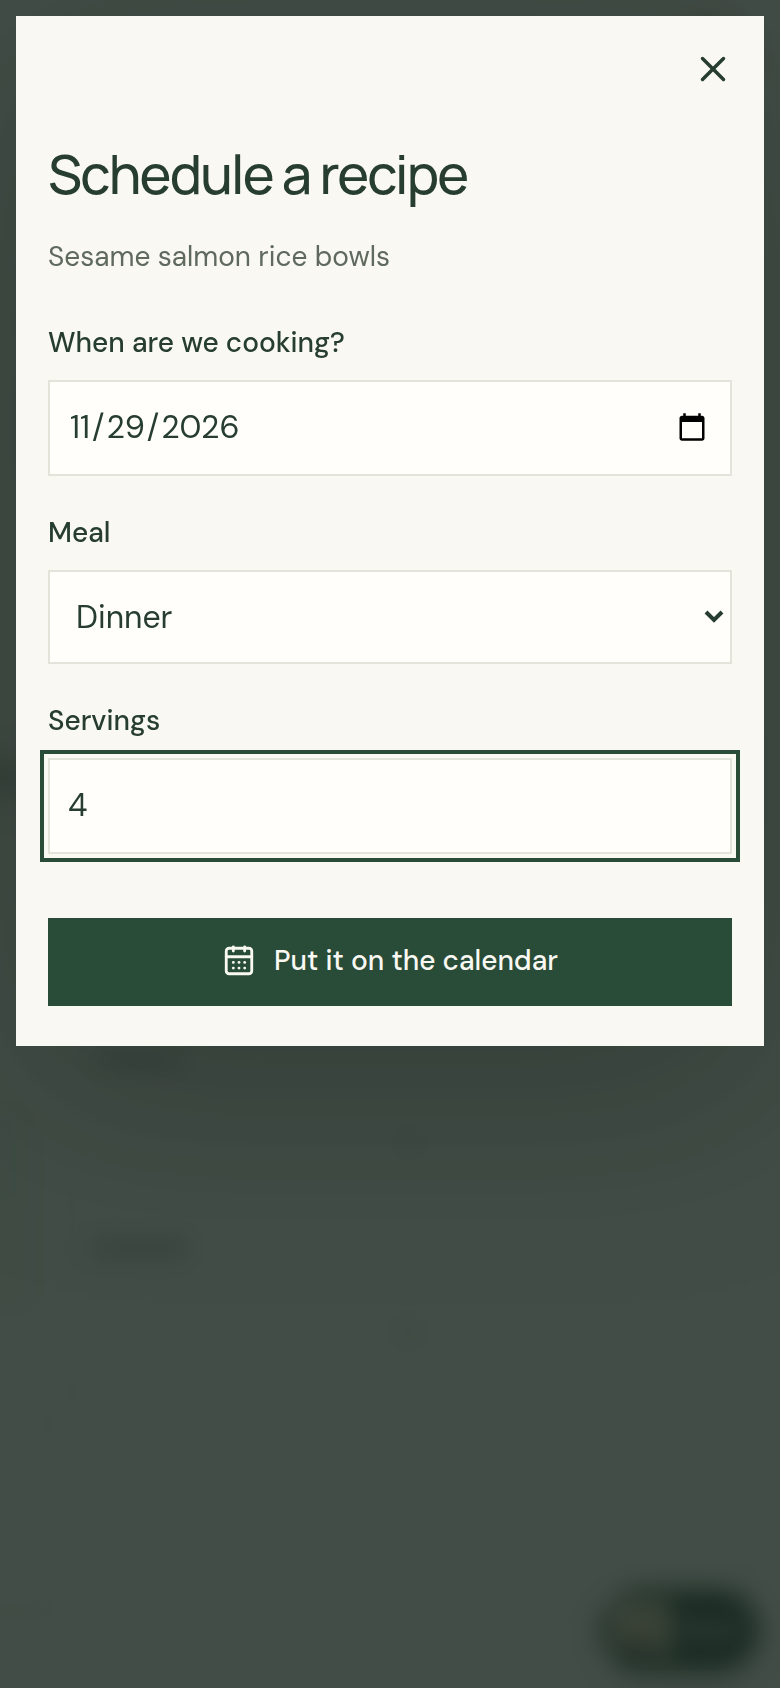 Schedule a recipe
Sesame salmon rice bowls
When are we cooking?
11/29/2026
Meal
Dinner
Servings
4
Put it on the calendar